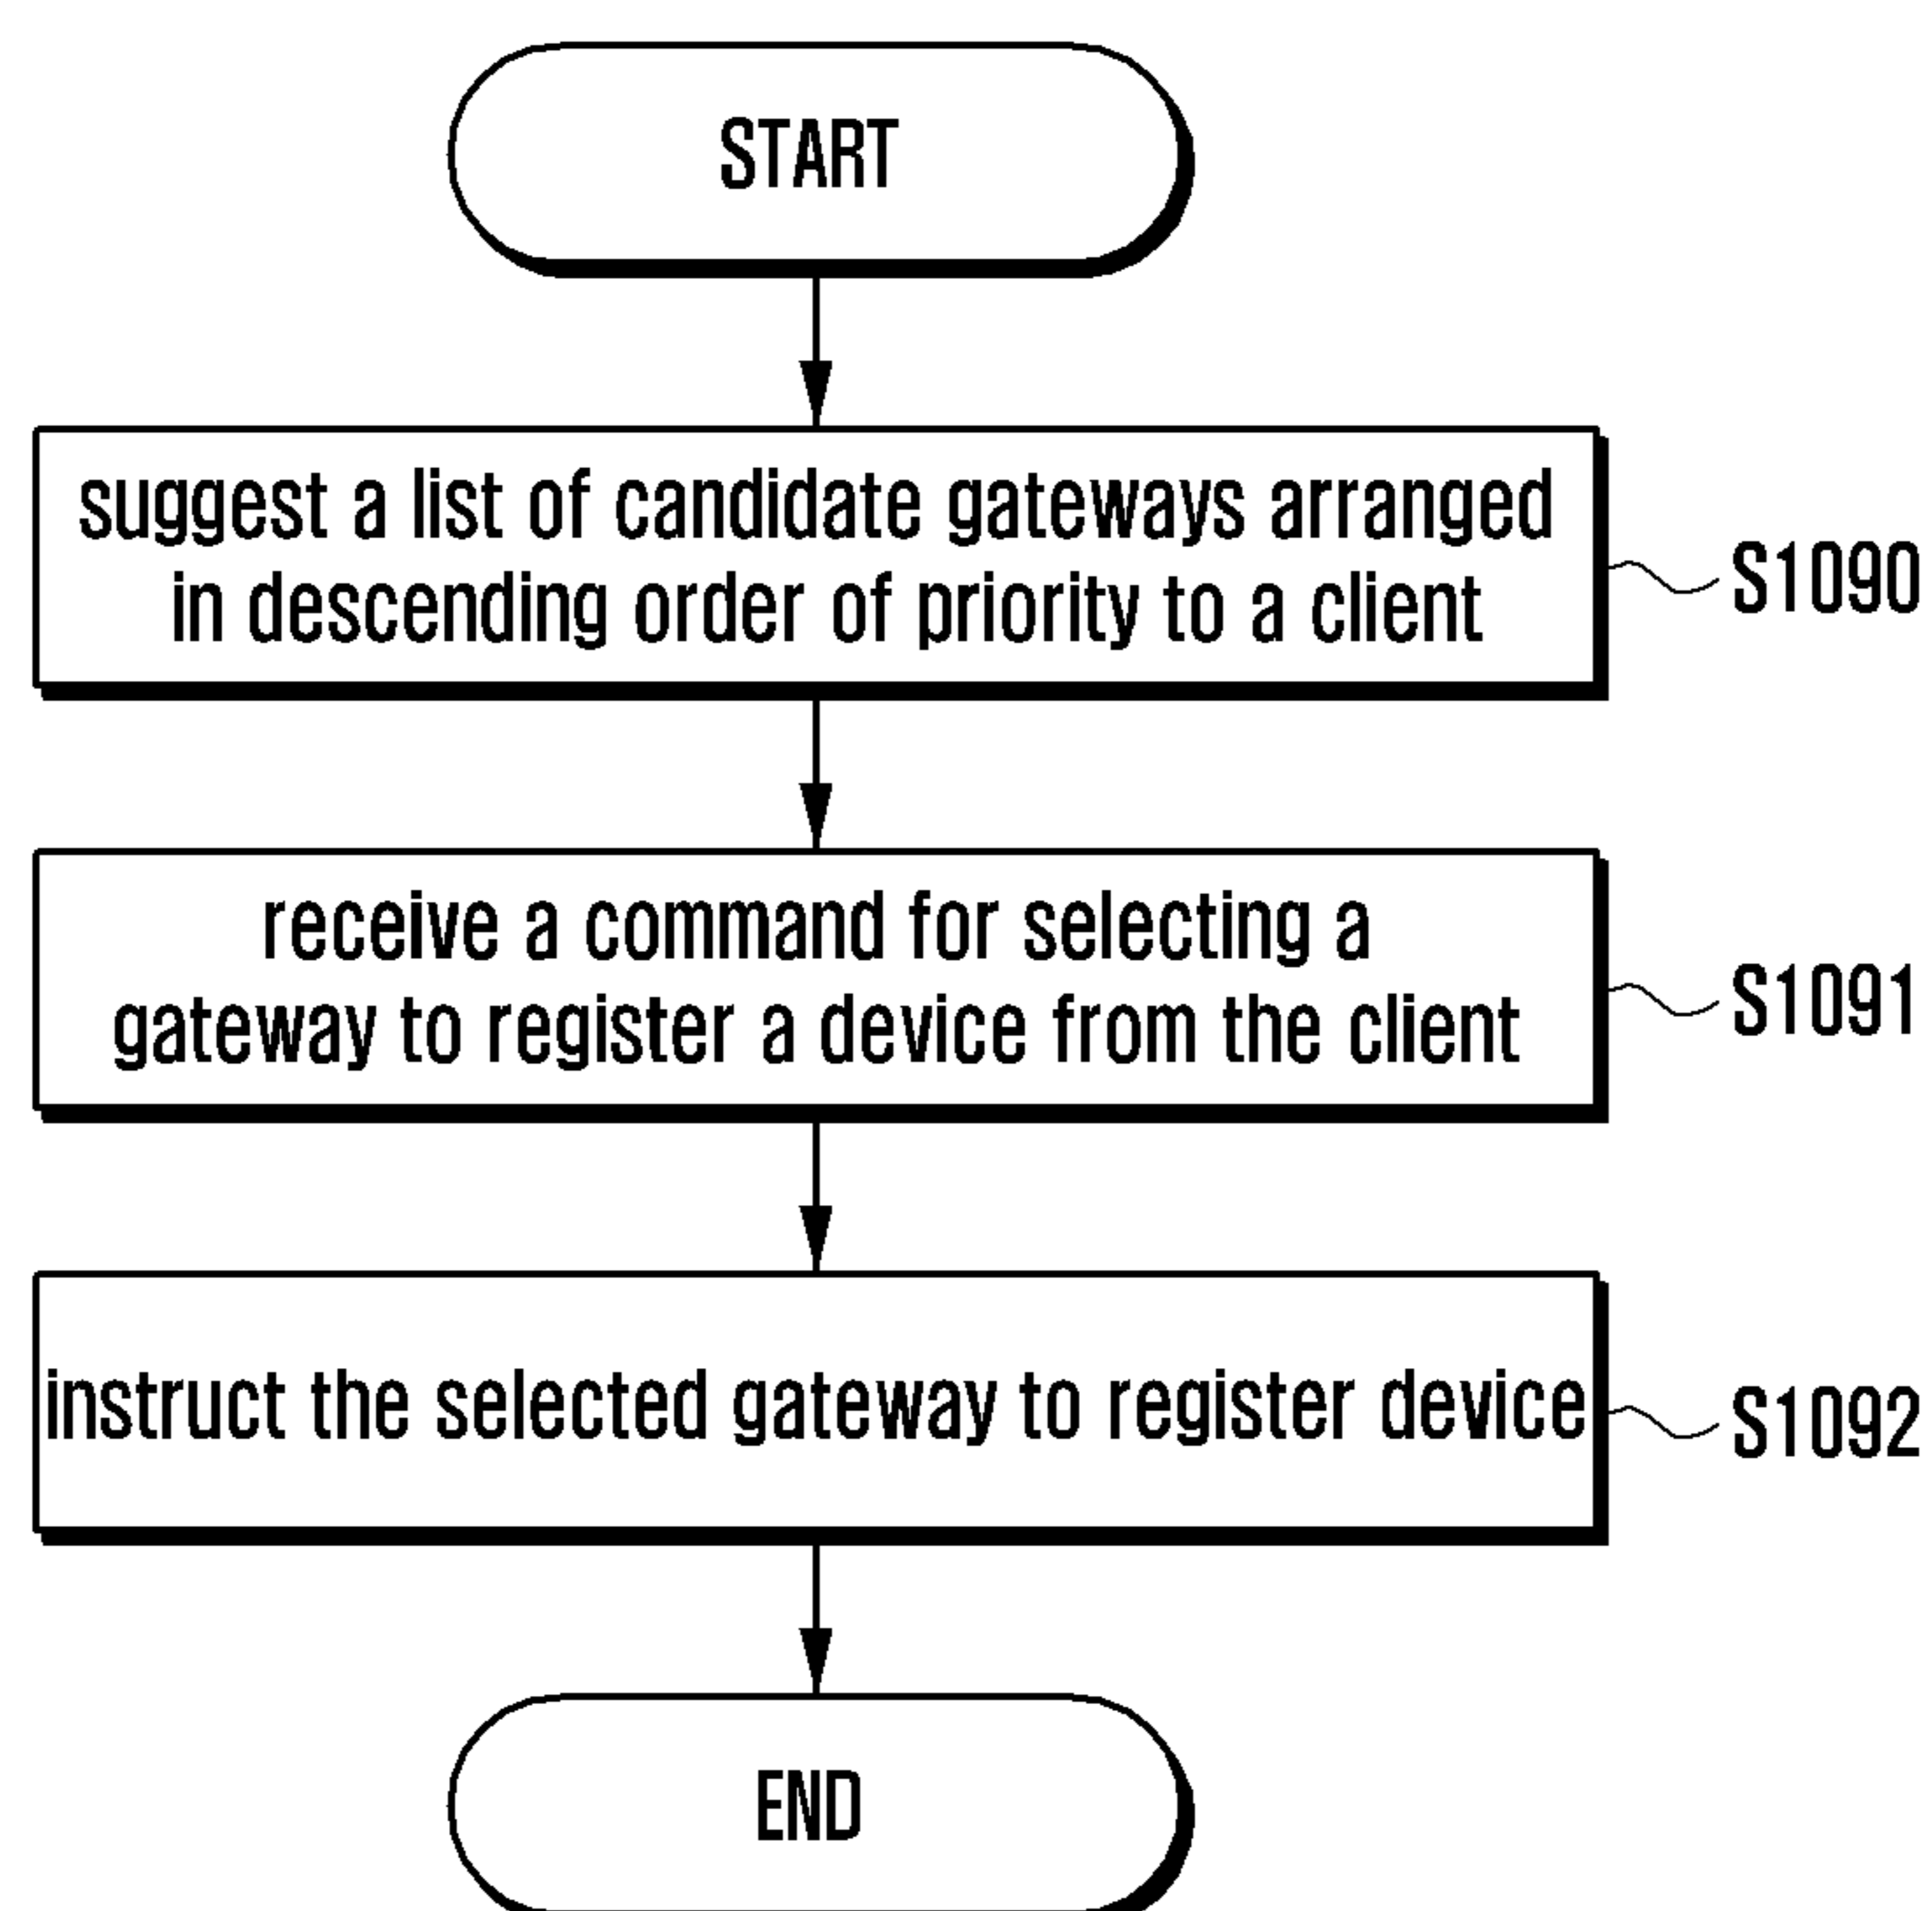 START
suggest a list of candidate gateways arranged
in descending order of priority to a client
S1090
receive a command for selecting a
gateway to register a device from the client
S1091
instruct the selected gateway to register device
S1092
END